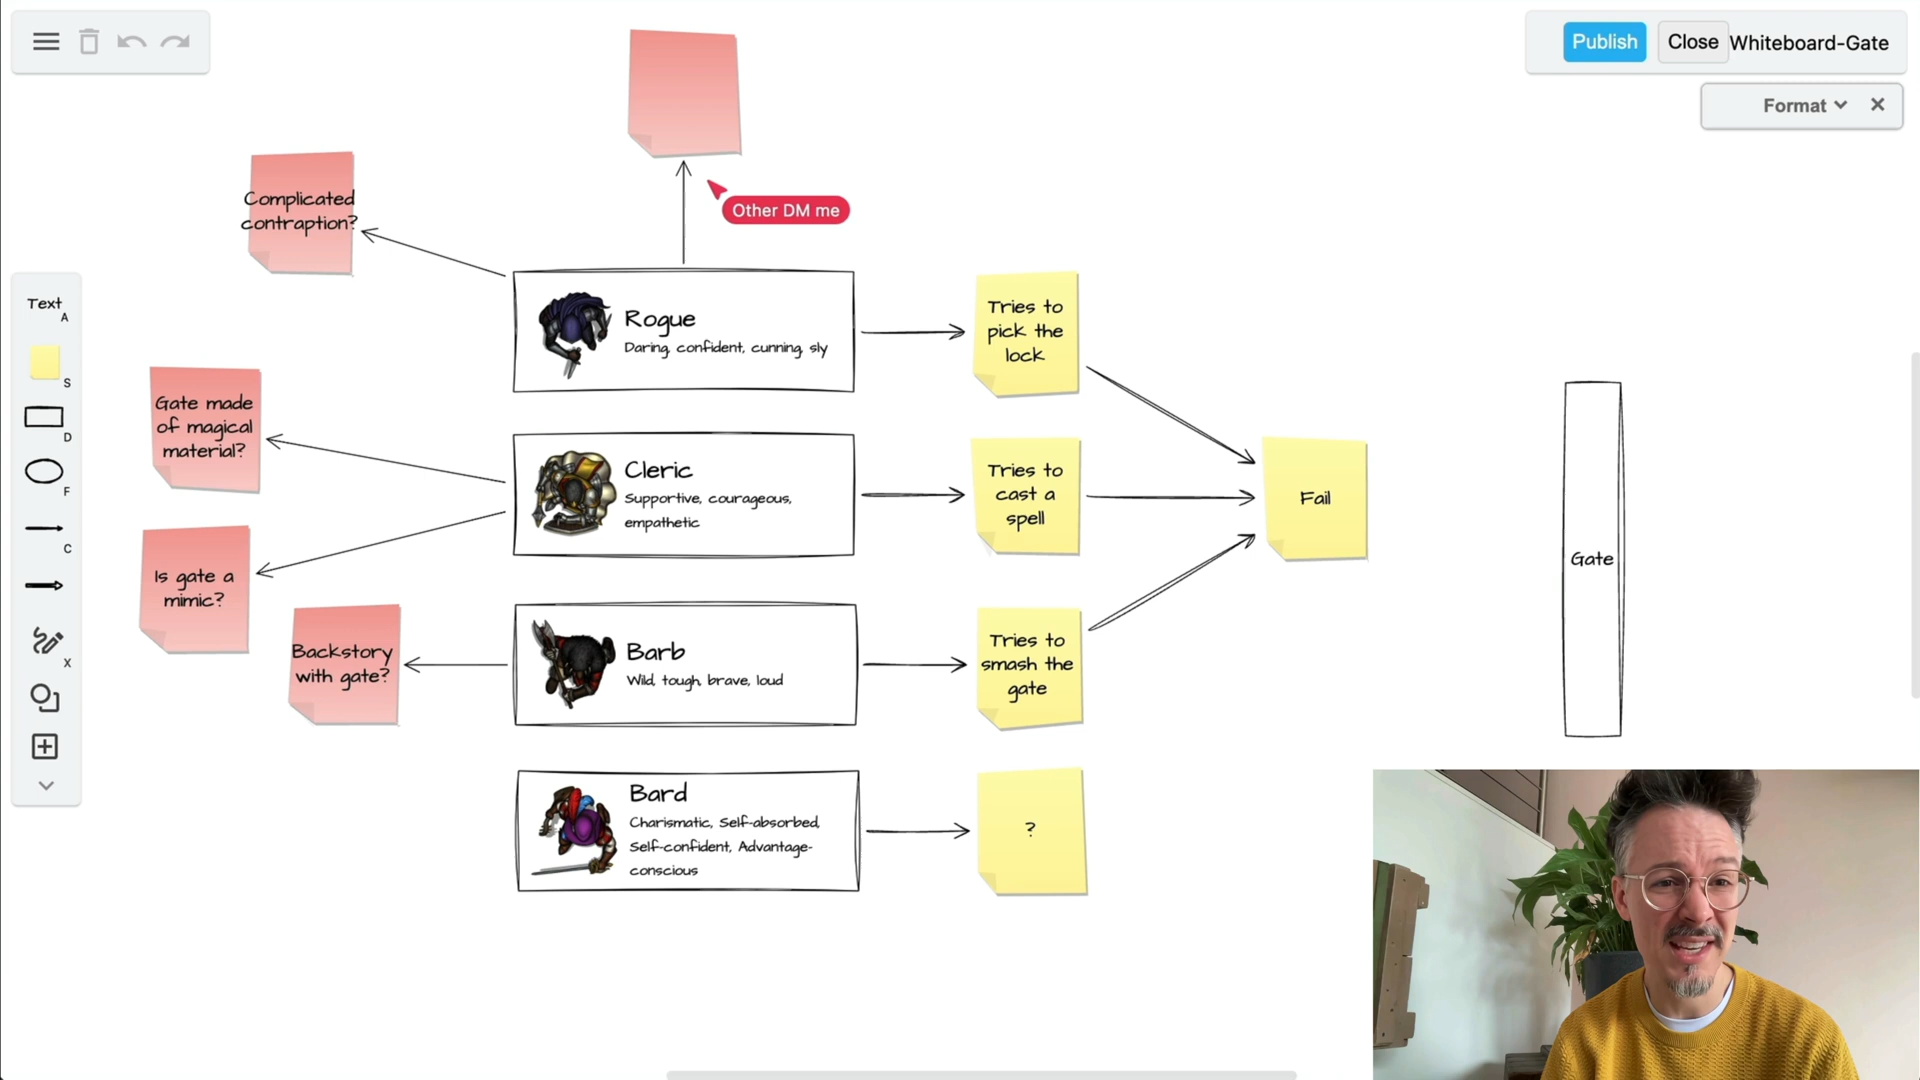 Publish
Close
Whiteboard-Gate
Format
Other DM me
Complicated
contraption?
Rogue
Daring, confident, cunning, sly
Tries to
pick the
lock
Text
A
S
D
F
C
X
Gate made
of magical
material?
Cleric
Supportive, courageous,
empathetic
Tries to
cast a
spell
Fail
Gate
Is gate a
mimic?
Backstory
with gate?
Barb
Wild, tough, brave, loud
Tries to
smash the
gate
Bard
Charismatic, Self-absorbed,
Self-confident, Advantage-
conscious
?